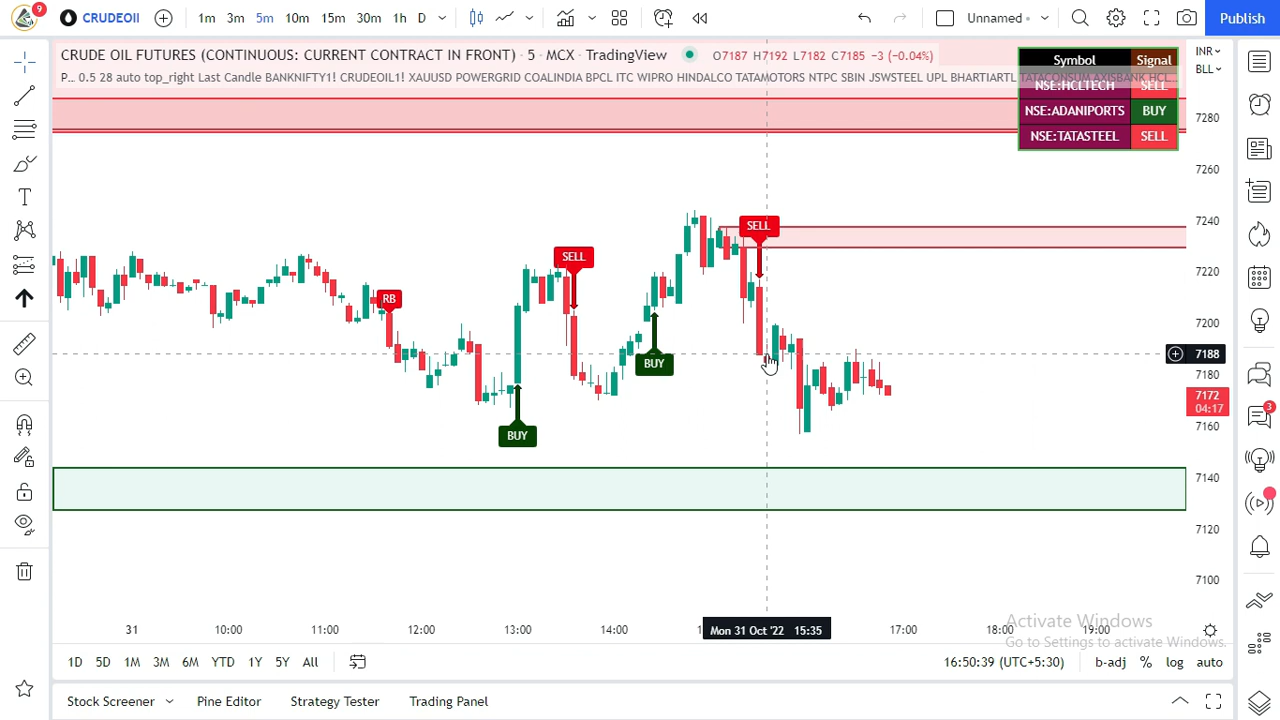 9
CRUDEOII
1m 3m 5m 10m 15m 30m 1h D
Unnamed
Publish
CRUDE OIL FUTURES (CONTINUOUS: CURRENT CONTRACT IN FRONT) · 5 · MCX · TradingView
O7187 H7192 L7182 C7185 −3 (−0.04%)
INR
BLL
P... 0.5 28 auto top_right Last Candle BANKNIFTY1! CRUDEOIL1! XAUUSD POWERGRID COALINDIA BPCL ITC WIPRO HINDALCO TATAMOTORS NTPC SBIN JSWSTEEL UPL BHARTIARTL TATACONSUM AXISBANK HCL...
Symbol Signal
NSE:HCLTECH SELL
NSE:ADANIPORTS BUY
NSE:TATASTEEL SELL
7280
7260
7240
7220
7200
7188
7180
7172
04:17
7160
7140
7120
7100
SELL
SELL
RB
BUY
BUY
3
31 10:00 11:00 12:00 13:00 14:00
Mon 31 Oct '22 15:35
17:00 18:00 19:00
Activate Windows
Go to Settings to activate Windows.
1D 5D 1M 3M 6M YTD 1Y 5Y All
16:50:39 (UTC+5:30)
b-adj % log auto
Stock Screener
Pine Editor
Strategy Tester
Trading Panel